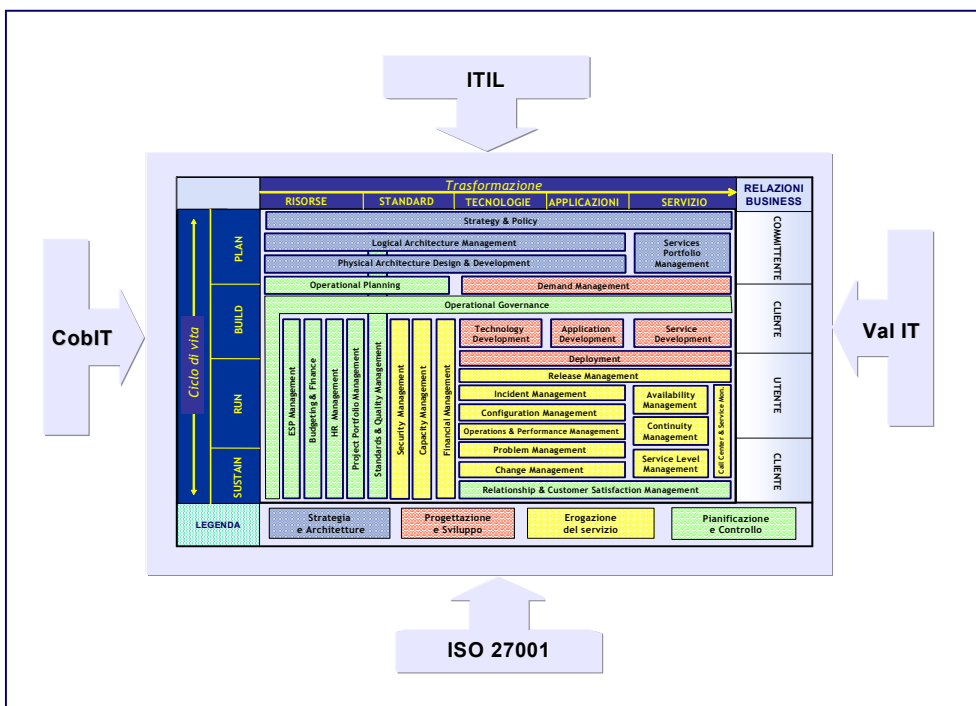 ITIL
Trasformazione
RISORSE
STANDARD
TECNOLOGIE
APPLICAZIONI
SERVIZIO
RELAZIONI
BUSINESS
Ciclo di vita
PLAN
BUILD
RUN
SUSTAIN
Strategy & Policy
Logical Architecture Management
Physical Architecture Design & Development
Services
Portfolio
Management
Operational Planning
Demand Management
Operational Governance
ESP Management
Budgeting & Finance
HR Management
Project Portfolio Management
Standards & Quality Management
Security Management
Capacity Management
Financial Management
Technology
Development
Application
Development
Service
Development
Deployment
Release Management
Incident Management
Configuration Management
Operations & Performance Management
Problem Management
Change Management
Availability
Management
Continuity
Management
Service Level
Management
Call Center & Service Mon.
Relationship & Customer Satisfaction Management
COMMITTENTE
CLIENTE
UTENTE
CLIENTE
LEGENDA
Strategia
e Architetture
Progettazione
e Sviluppo
Erogazione
del servizio
Pianificazione
e Controllo
CobIT
Val IT
ISO 27001